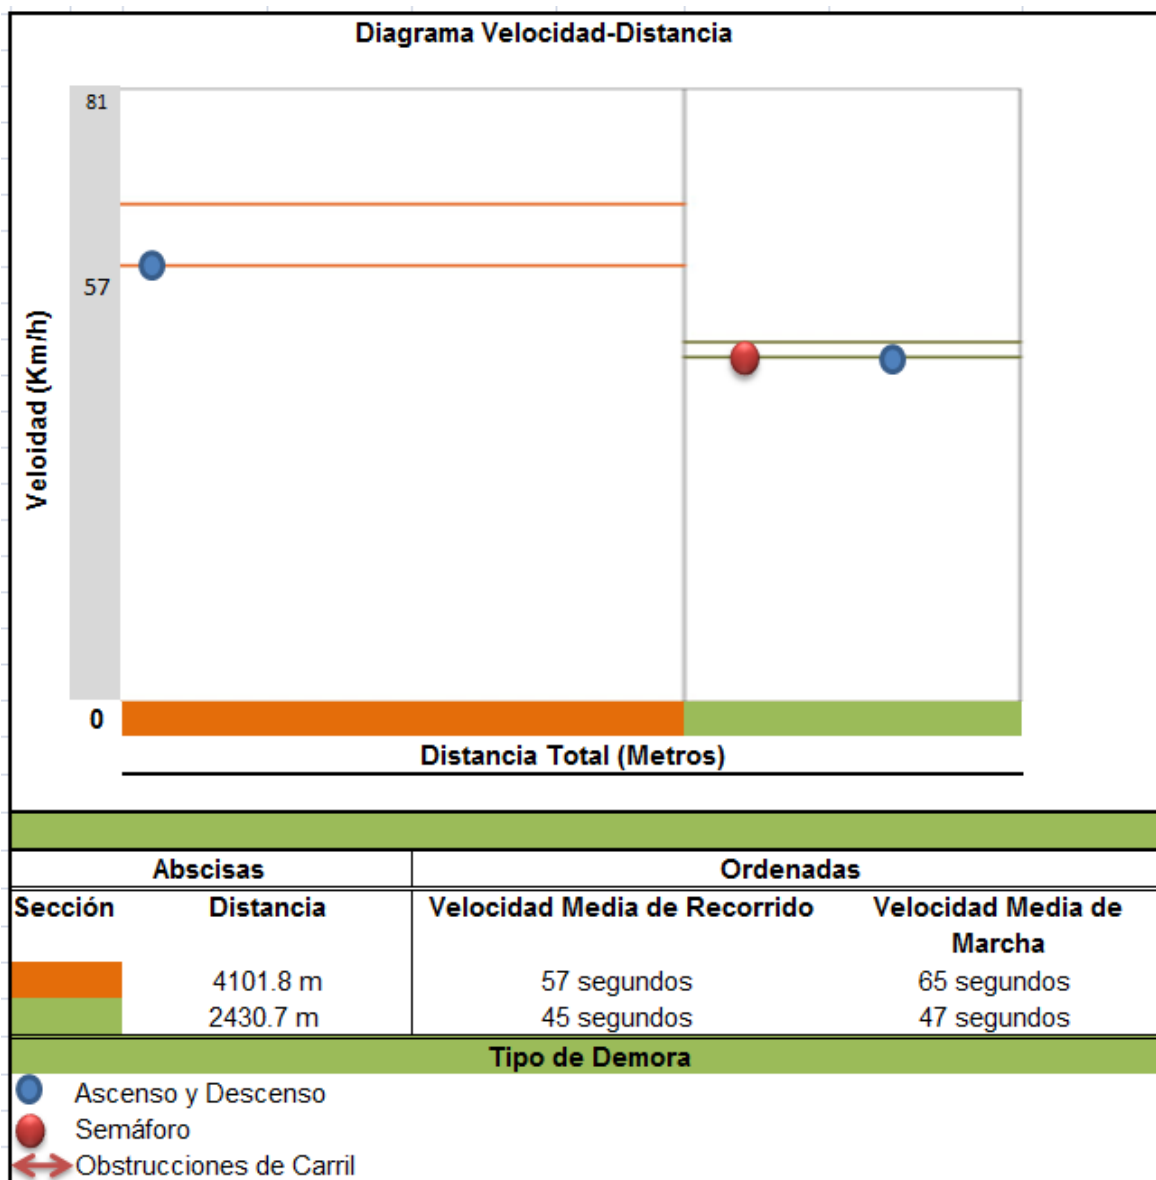 Diagrama Velocidad-Distancia
81
57
Veloidad (Km/h)
0
Distancia Total (Metros)
Abscisas Ordenadas
Sección Distancia Velocidad Media de Recorrido Velocidad Media de
Marcha
4101.8 m 57 segundos 65 segundos
2430.7 m 45 segundos 47 segundos
Tipo de Demora
Ascenso y Descenso
Semáforo
Obstrucciones de Carril